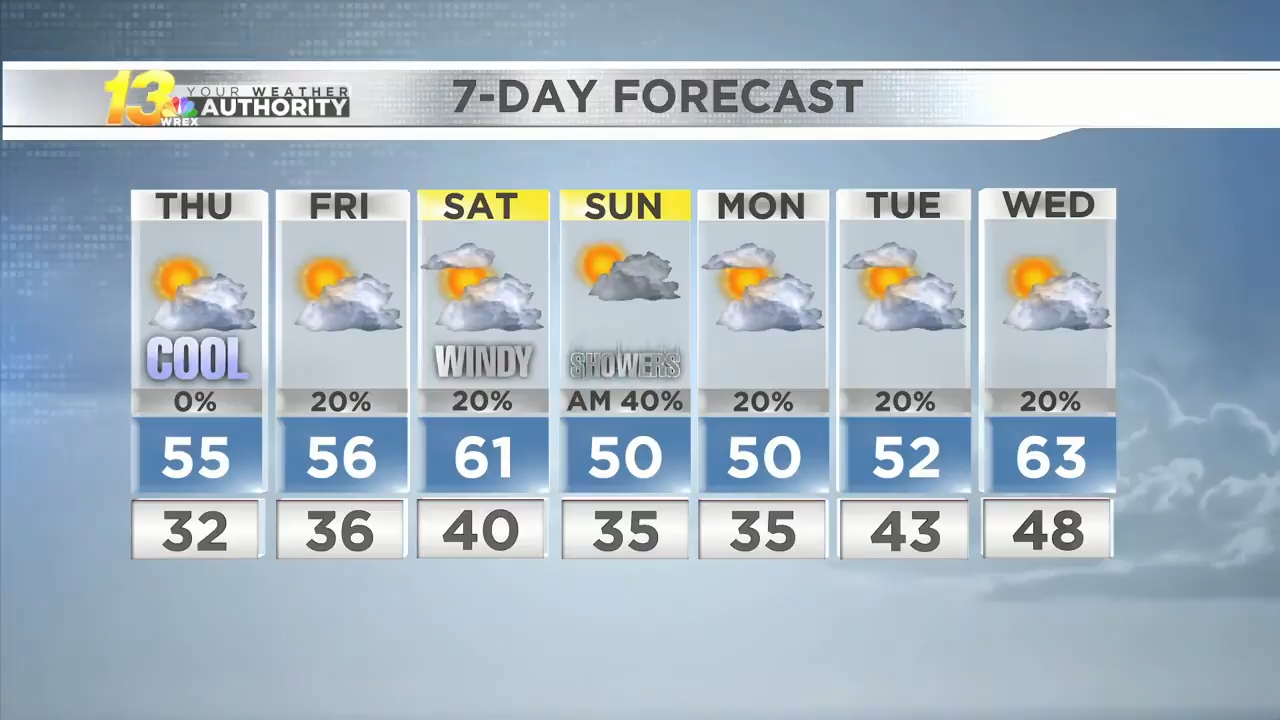 13 WREX
YOUR WEATHER
AUTHORITY
7-DAY FORECAST
THU FRI SAT SUN MON TUE WED
COOL WINDY SHOWERS
0% 20% 20% AM 40% 20% 20% 20%
55 56 61 50 50 52 63
32 36 40 35 35 43 48